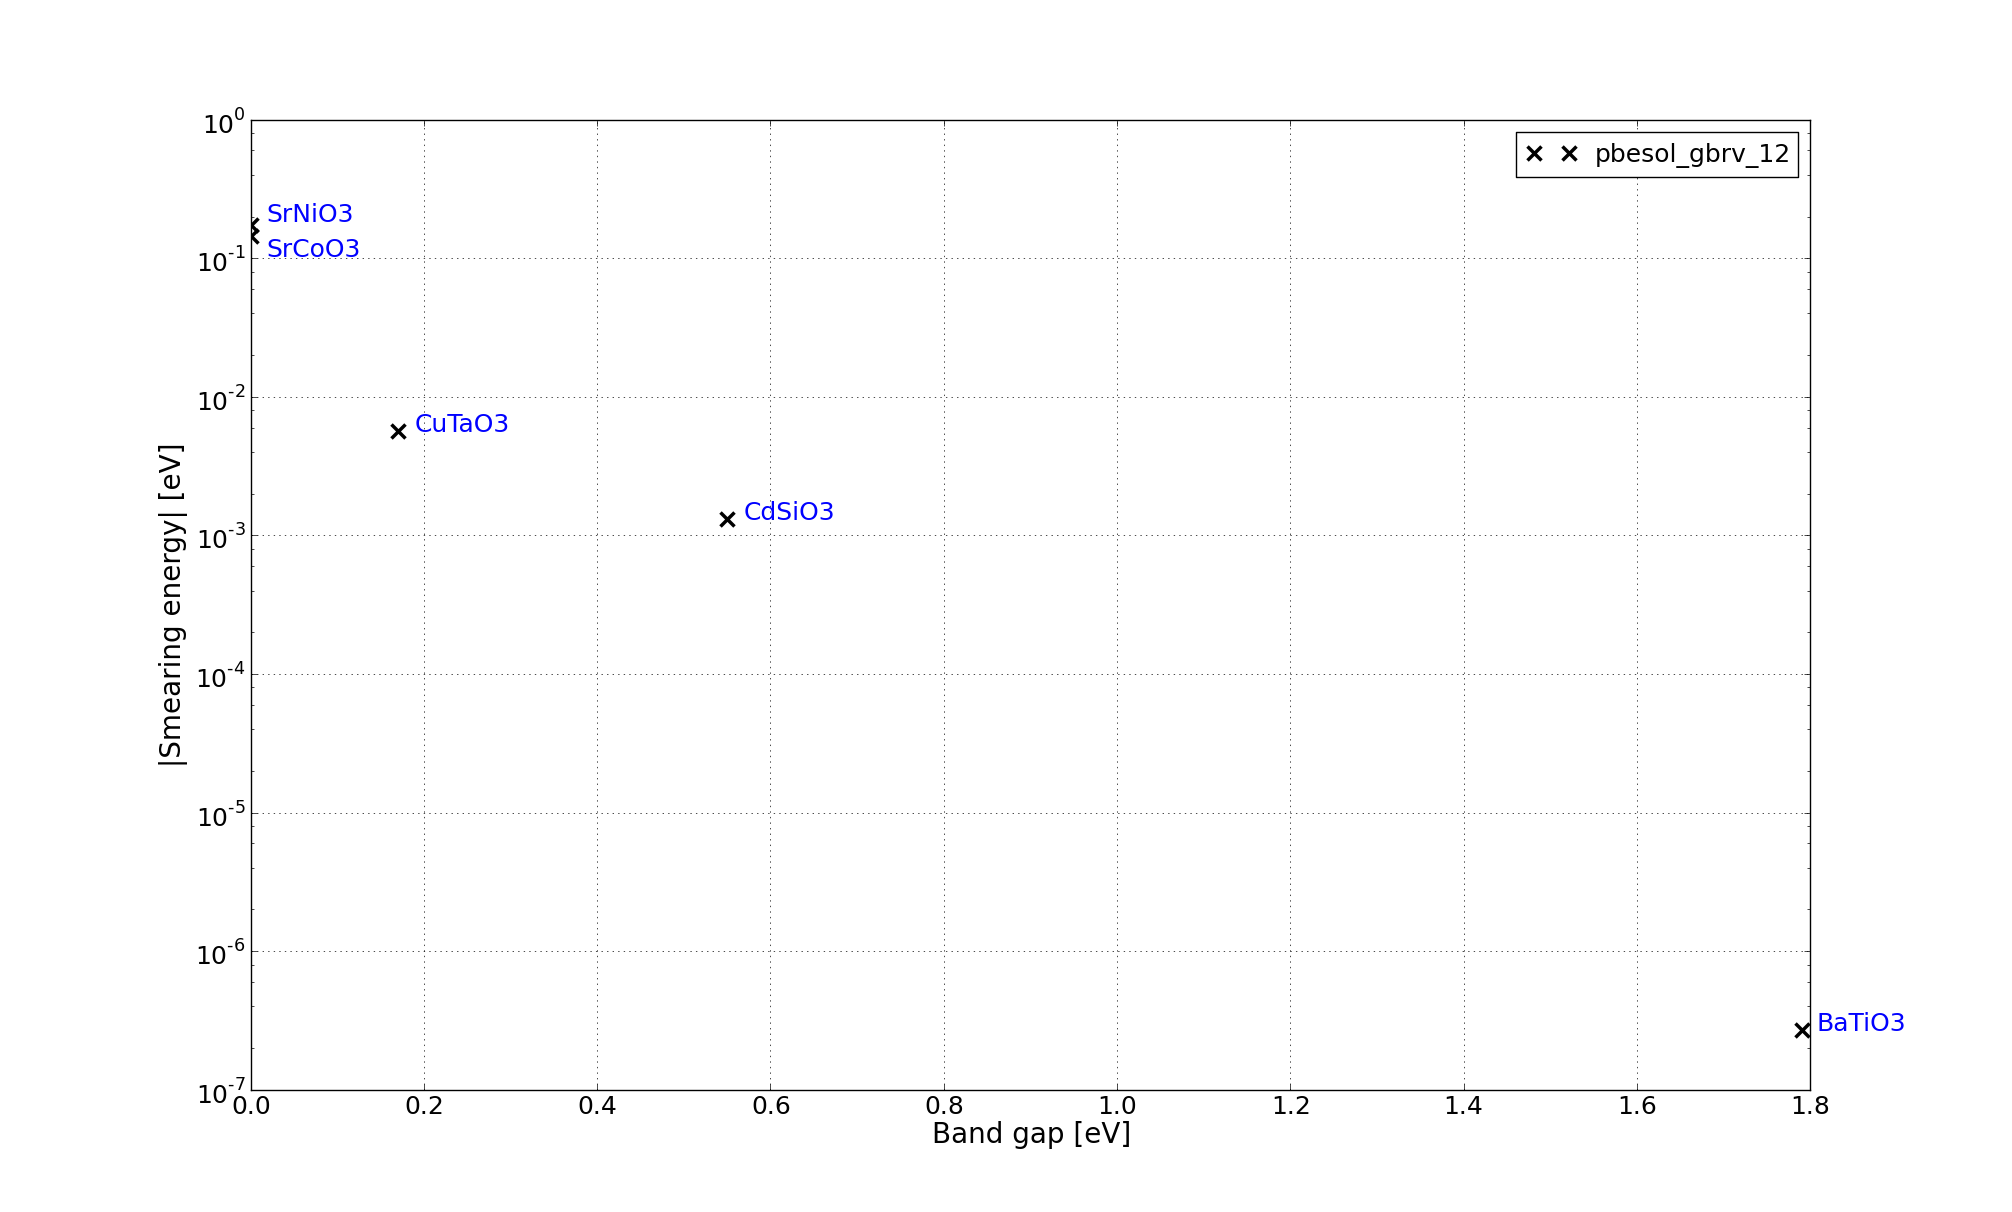 10^0
pbesol_gbrv_12
SrNiO3
SrCoO3
10^-1
10^-2
CuTaO3
|Smearing energy| [eV]
CdSiO3
10^-3
10^-4
10^-5
10^-6
BaTiO3
10^-7
0.0 0.2 0.4 0.6 0.8 1.0 1.2 1.4 1.6 1.8
Band gap [eV]